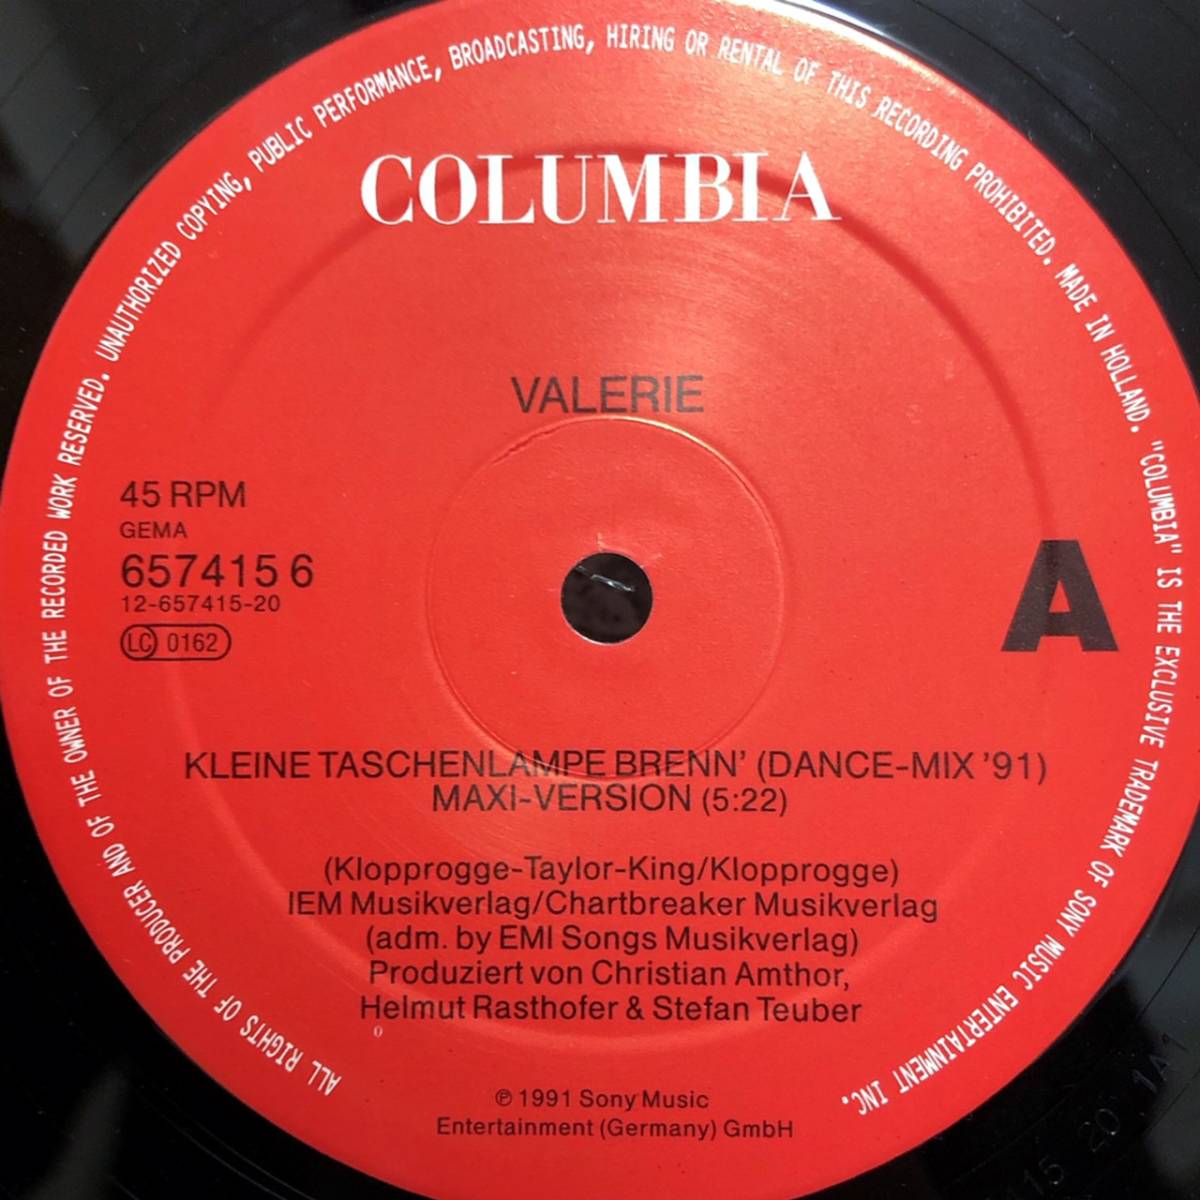 ALL RIGHTS OF THE PRODUCER AND OF THE OWNER OF THE RECORDED WORK RESERVED. UNAUTHORIZED COPYING, PUBLIC PERFORMANCE, BROADCASTING, HIRING OR RENTAL OF THIS RECORDING PROHIBITED. MADE IN HOLLAND. "COLUMBIA" IS THE EXCLUSIVE TRADEMARK OF SONY MUSIC ENTERTAINMENT INC.
COLUMBIA
VALERIE
45 RPM
GEMA
657415 6
12-657415-20
LC 0162
A
KLEINE TASCHENLAMPE BRENN' (DANCE-MIX '91)
MAXI-VERSION (5:22)
(Klopprogge-Taylor-King/Klopprogge)
IEM Musikverlag/Chartbreaker Musikverlag
(adm. by EMI Songs Musikverlag)
Produziert von Christian Amthor,
Helmut Rasthofer & Stefan Teuber
℗ 1991 Sony Music
Entertainment (Germany) GmbH